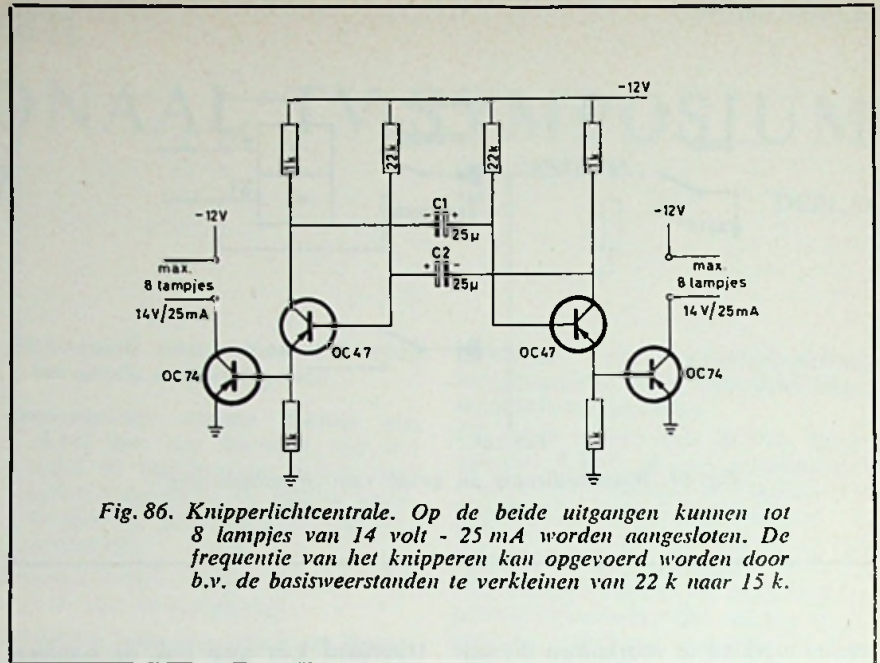 -12V
1k
22k
22k
1k
C1
- +
25µ
C2
+ -
25µ
-12V
max.
8 lampjes
14V/25mA
-12V
max.
8 lampjes
14V/25mA
OC47
OC47
OC74
OC74
1k
1k
Fig. 86. Knipperlichtcentrale. Op de beide uitgangen kunnen tot
8 lampjes van 14 volt - 25 mA worden aangesloten. De
frequentie van het knipperen kan opgevoerd worden door
b.v. de basisweerstanden te verkleinen van 22 k naar 15 k.